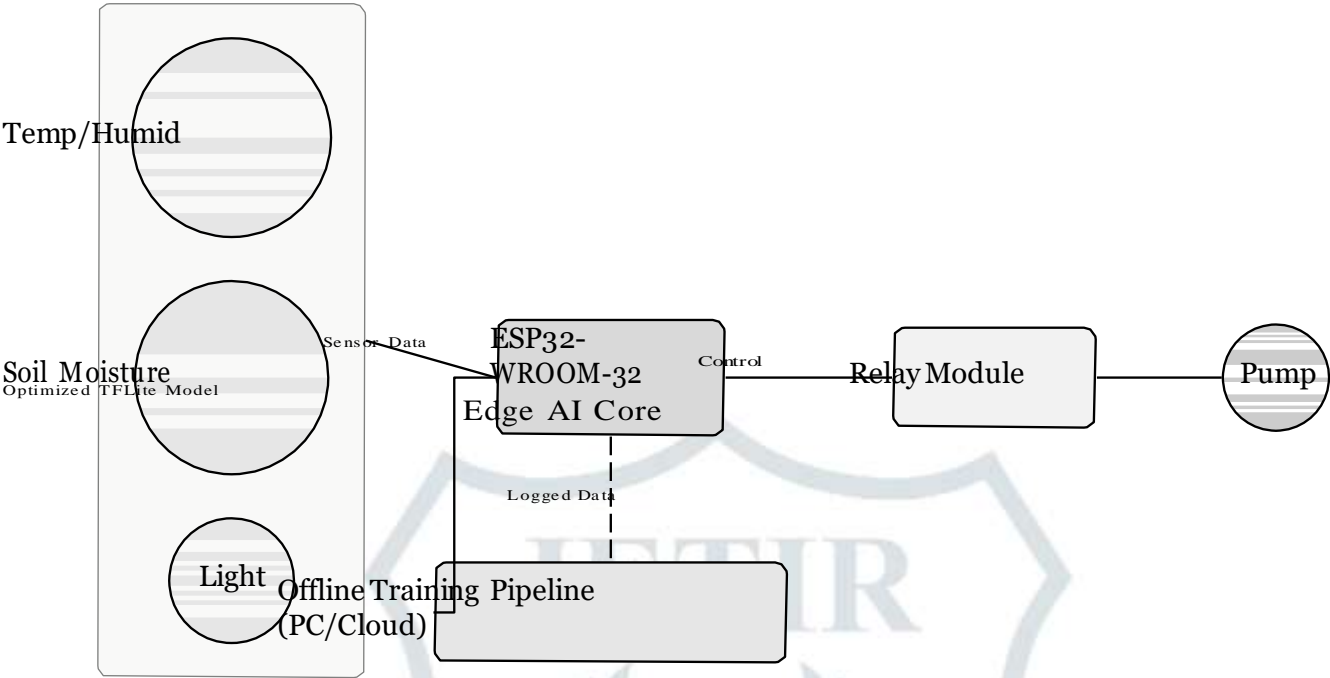 Temp/Humid
Sensor Data
ESP32-
WROOM-32
Edge AI Core
Control
Relay Module
Pump
Soil Moisture
Optimized TFLite Model
Logged Data
Light
Offline Training Pipeline
(PC/Cloud)
JETIR